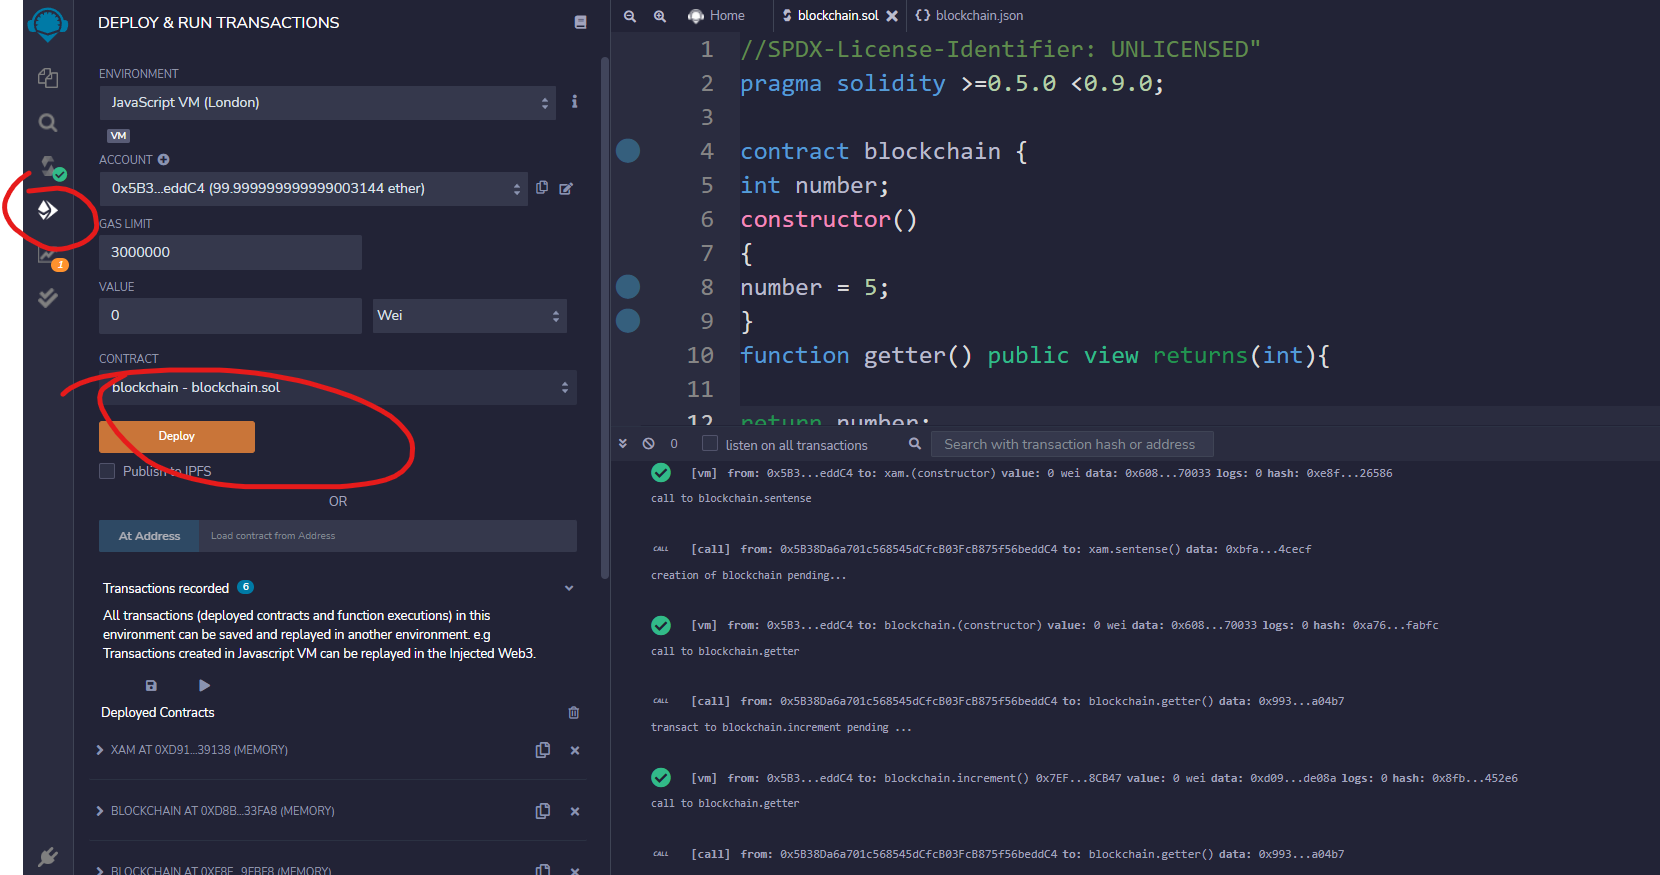 DEPLOY & RUN TRANSACTIONS
ENVIRONMENT
JavaScript VM (London)
VM
ACCOUNT
0x5B3...eddC4 (99.999999999999003144 ether)
GAS LIMIT
3000000
VALUE
0
Wei
CONTRACT
blockchain - blockchain.sol
Deploy
Publish to IPFS
OR
At Address
Load contract from Address
Transactions recorded 6
All transactions (deployed contracts and function executions) in this
environment can be saved and replayed in another environment. e.g
Transactions created in Javascript VM can be replayed in the Injected Web3.
Deployed Contracts
XAM AT 0XD91...39138 (MEMORY)
BLOCKCHAIN AT 0XD8B...33FA8 (MEMORY)
BLOCKCHAIN AT 0XF8E...9FBE8 (MEMORY)
1
Home
blockchain.sol
blockchain.json
1 //SPDX-License-Identifier: UNLICENSED"
2 pragma solidity >=0.5.0 <0.9.0;
3
4 contract blockchain {
5 int number;
6 constructor()
7 {
8 number = 5;
9 }
10 function getter() public view returns(int){
11
12 return number;
0
listen on all transactions
Search with transaction hash or address
[vm] from: 0x5B3...eddC4 to: xam.(constructor) value: 0 wei data: 0x608...70033 logs: 0 hash: 0xe8f...26586
call to blockchain.sentense
CALL [call] from: 0x5B38Da6a701c568545dCfcB03FcB875f56beddC4 to: xam.sentense() data: 0xbfa...4cecf
creation of blockchain pending...
[vm] from: 0x5B3...eddC4 to: blockchain.(constructor) value: 0 wei data: 0x608...70033 logs: 0 hash: 0xa76...fabfc
call to blockchain.getter
CALL [call] from: 0x5B38Da6a701c568545dCfcB03FcB875f56beddC4 to: blockchain.getter() data: 0x993...a04b7
transact to blockchain.increment pending ...
[vm] from: 0x5B3...eddC4 to: blockchain.increment() 0x7EF...8CB47 value: 0 wei data: 0xd09...de08a logs: 0 hash: 0x8fb...452e6
call to blockchain.getter
CALL [call] from: 0x5B38Da6a701c568545dCfcB03FcB875f56beddC4 to: blockchain.getter() data: 0x993...a04b7